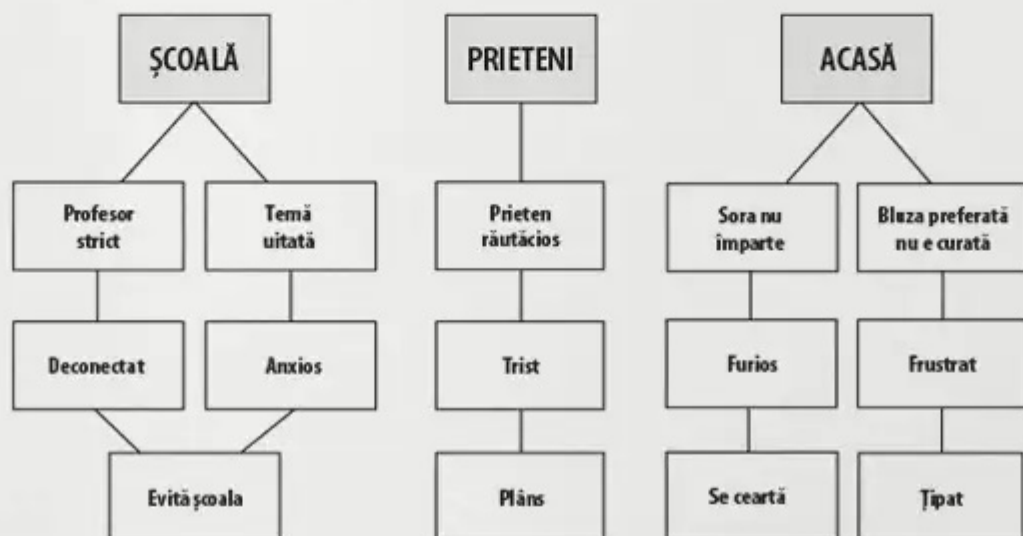 ȘCOALĂ
PRIETENI
ACASĂ
Profesor
strict
Temă
uitată
Prieten
răutăcios
Sora nu
împarte
Bluza preferată
nu e curată
Deconectat
Anxios
Trist
Furios
Frustrat
Evită școala
Plâns
Se ceartă
Țipat